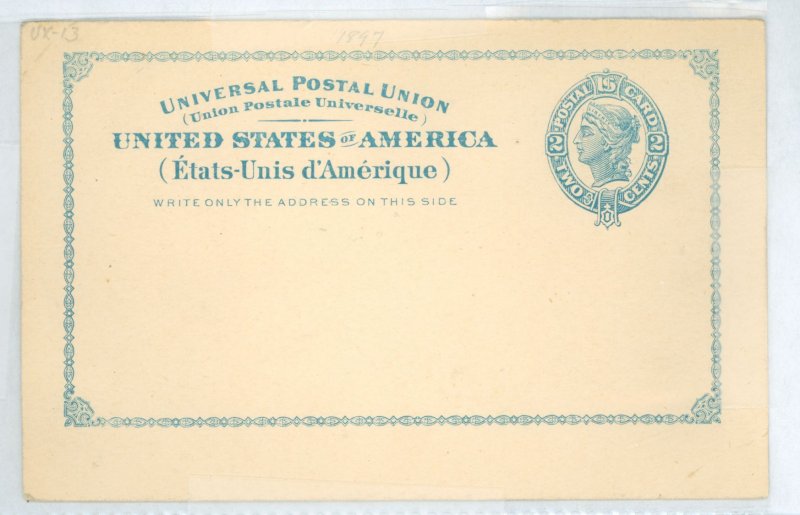 UX-13
1897
UNIVERSAL POSTAL UNION
(Union Postale Universelle)
UNITED STATES OF AMERICA
(États-Unis d'Amérique)
WRITE ONLY THE ADDRESS ON THIS SIDE
POSTAL IS CARD
2 2
TWO CENTS